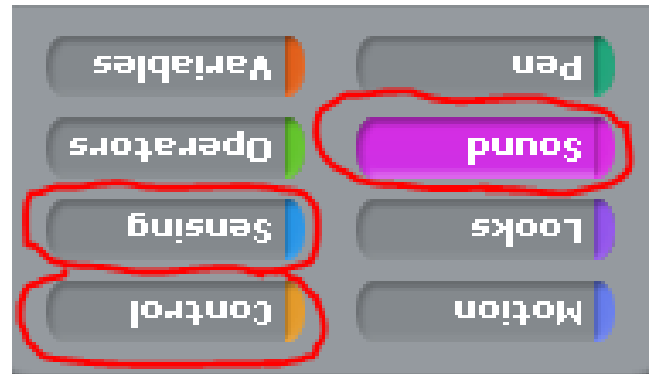 Motion Control
Looks Sensing
Sound Operators
Pen Variables